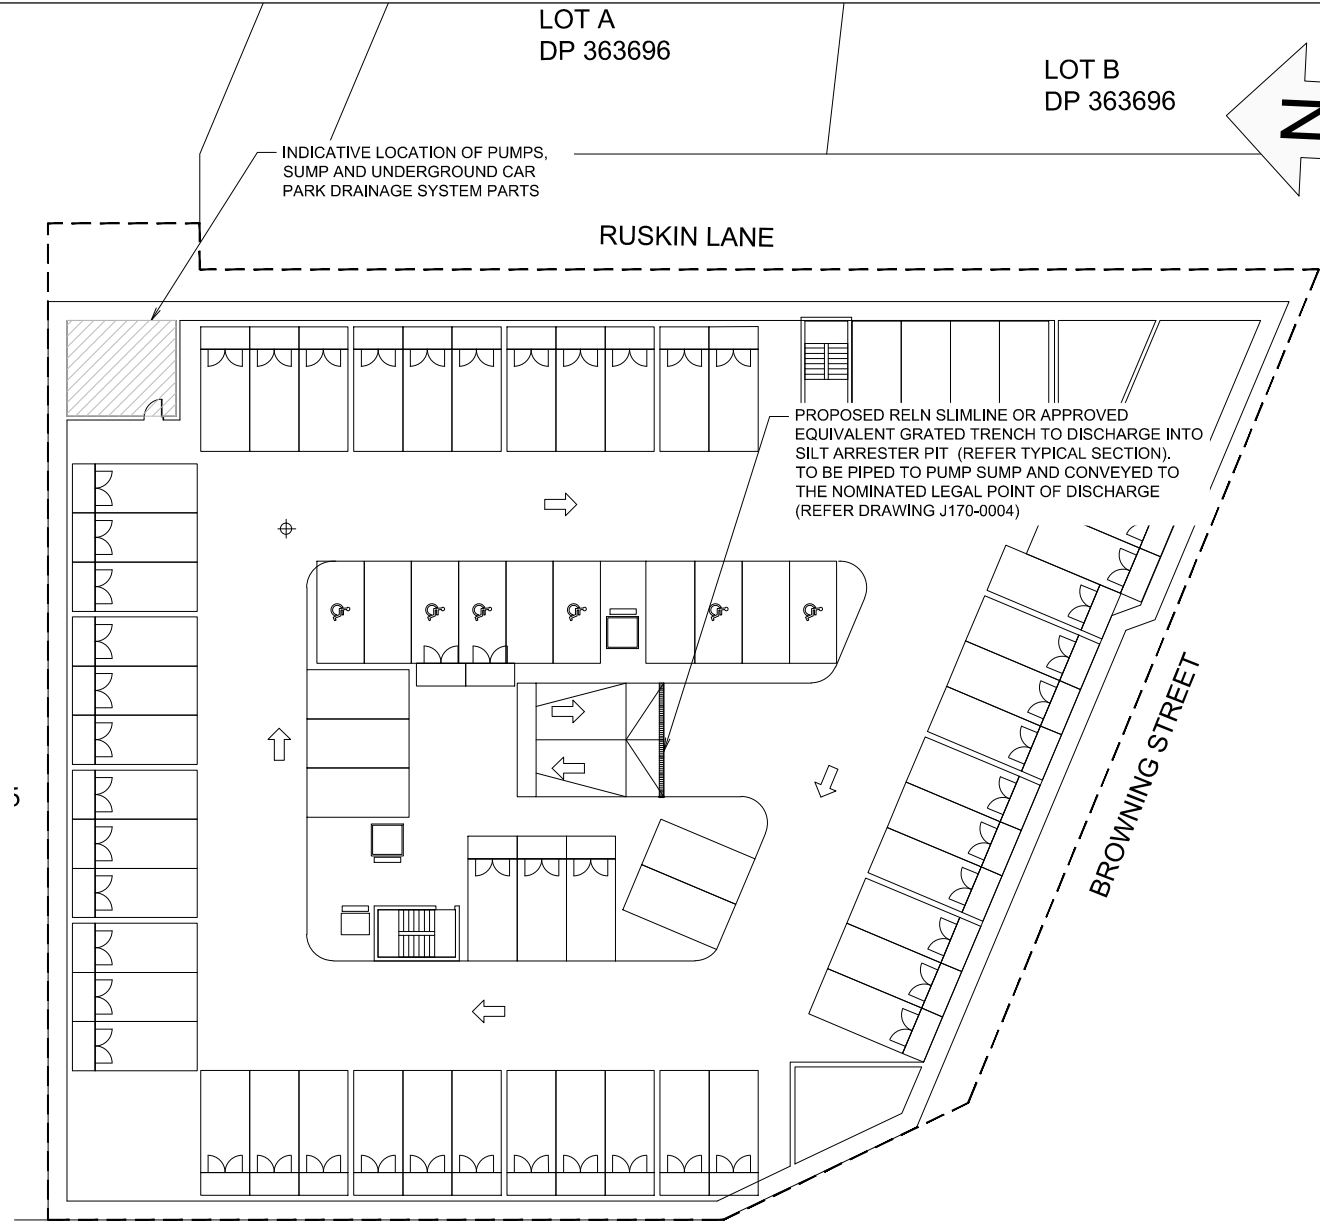 LOT A
DP 363696
LOT B
DP 363696
N
INDICATIVE LOCATION OF PUMPS,
SUMP AND UNDERGROUND CAR
PARK DRAINAGE SYSTEM PARTS
RUSKIN LANE
PROPOSED RELN SLIMLINE OR APPROVED
EQUIVALENT GRATED TRENCH TO DISCHARGE INTO
SILT ARRESTER PIT (REFER TYPICAL SECTION).
TO BE PIPED TO PUMP SUMP AND CONVEYED TO
THE NOMINATED LEGAL POINT OF DISCHARGE
(REFER DRAWING J170-0004)
BROWNING STREET